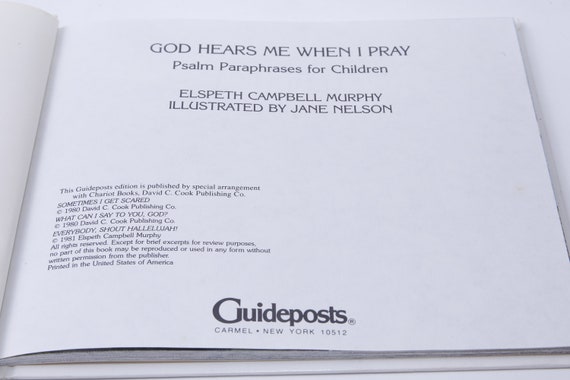 GOD HEARS ME WHEN I PRAY
Psalm Paraphrases for Children
ELSPETH CAMPBELL MURPHY
ILLUSTRATED BY JANE NELSON
This Guideposts edition is published by special arrangement
with Chariot Books, David C. Cook Publishing Co.
SOMETIMES I GET SCARED
© 1980 David C. Cook Publishing Co.
WHAT CAN I SAY TO YOU, GOD?
© 1980 David C. Cook Publishing Co.
EVERYBODY, SHOUT HALLELUJAH!
© 1981 Elspeth Campbell Murphy
All rights reserved. Except for brief excerpts for review purposes,
no part of this book may be reproduced or used in any form without
written permission from the publisher.
Printed in the United States of America
Guideposts®
CARMEL • NEW YORK 10512